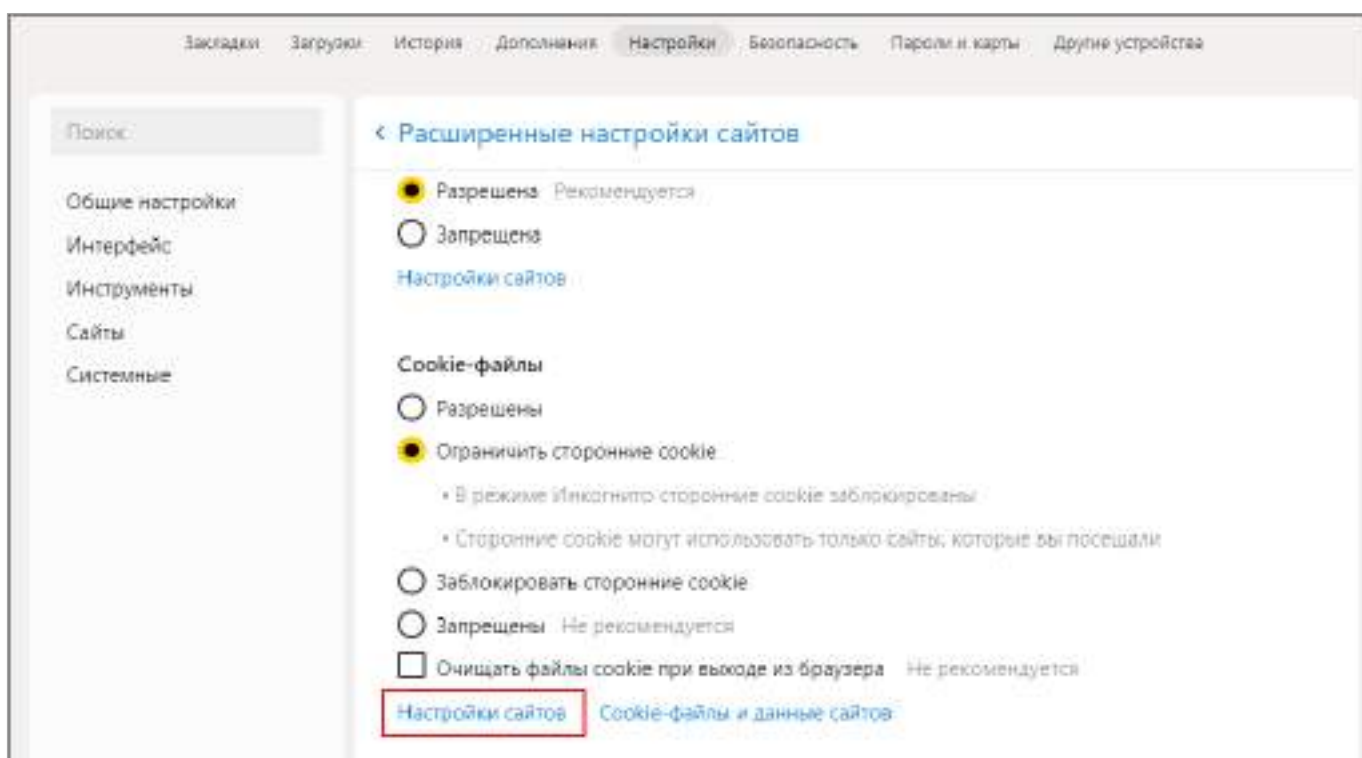 Закладки Загрузки История Дополнения Настройки Безопасность Пароли и карты Другие устройства
Поиск
Общие настройки
Интерфейс
Инструменты
Сайты
Системные
‹ Расширенные настройки сайтов
Разрешена Рекомендуется
Запрещена
Настройки сайтов
Cookie-файлы
Разрешены
Ограничить сторонние cookie
• В режиме Инкогнито сторонние cookie заблокированы
• Сторонние cookie могут использовать только сайты, которые вы посещали
Заблокировать сторонние cookie
Запрещены Не рекомендуется
Очищать файлы cookie при выходе из браузера Не рекомендуется
Настройки сайтов Cookie-файлы и данные сайтов